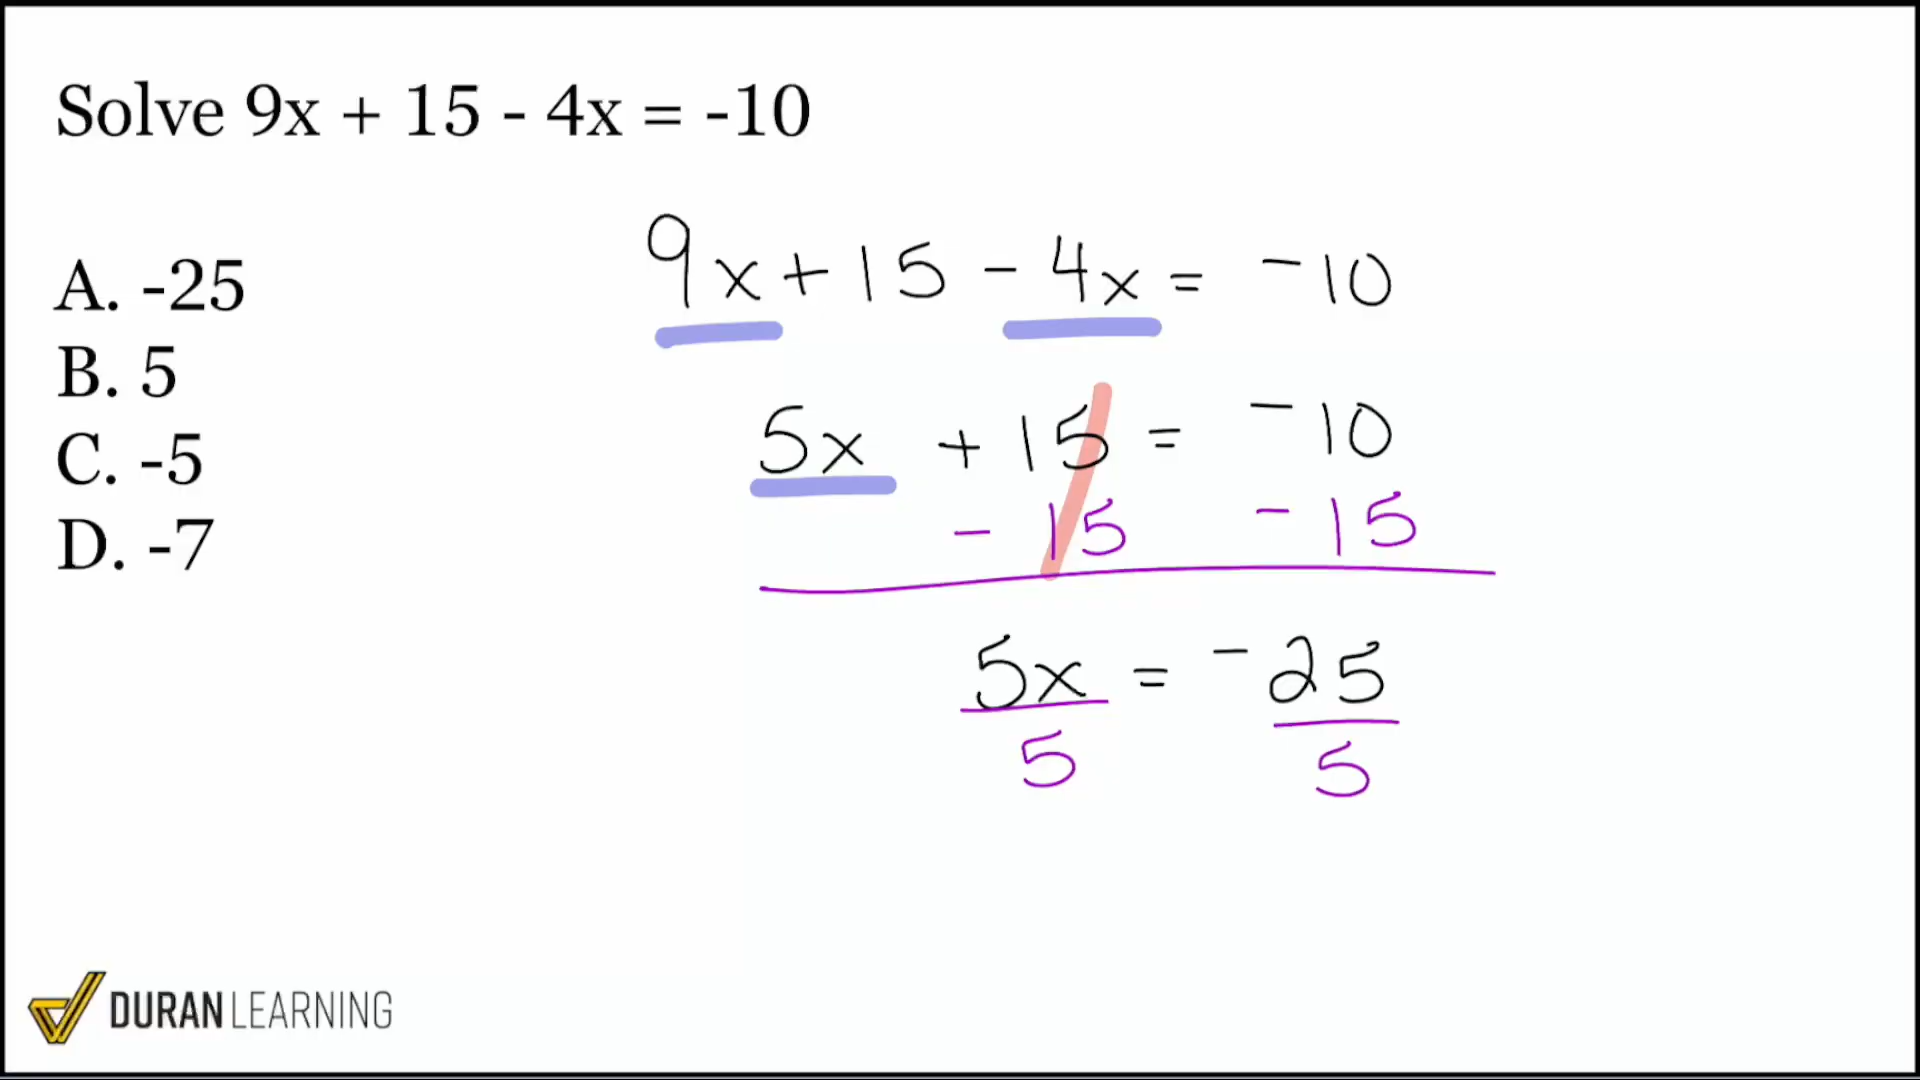 Solve 9x + 15 - 4x = -10
A. -25
B. 5
C. -5
D. -7
9x + 15 - 4x = -10
5x + 15 = -10
- 15 - 15
5x = -25
5 5
DURAN LEARNING